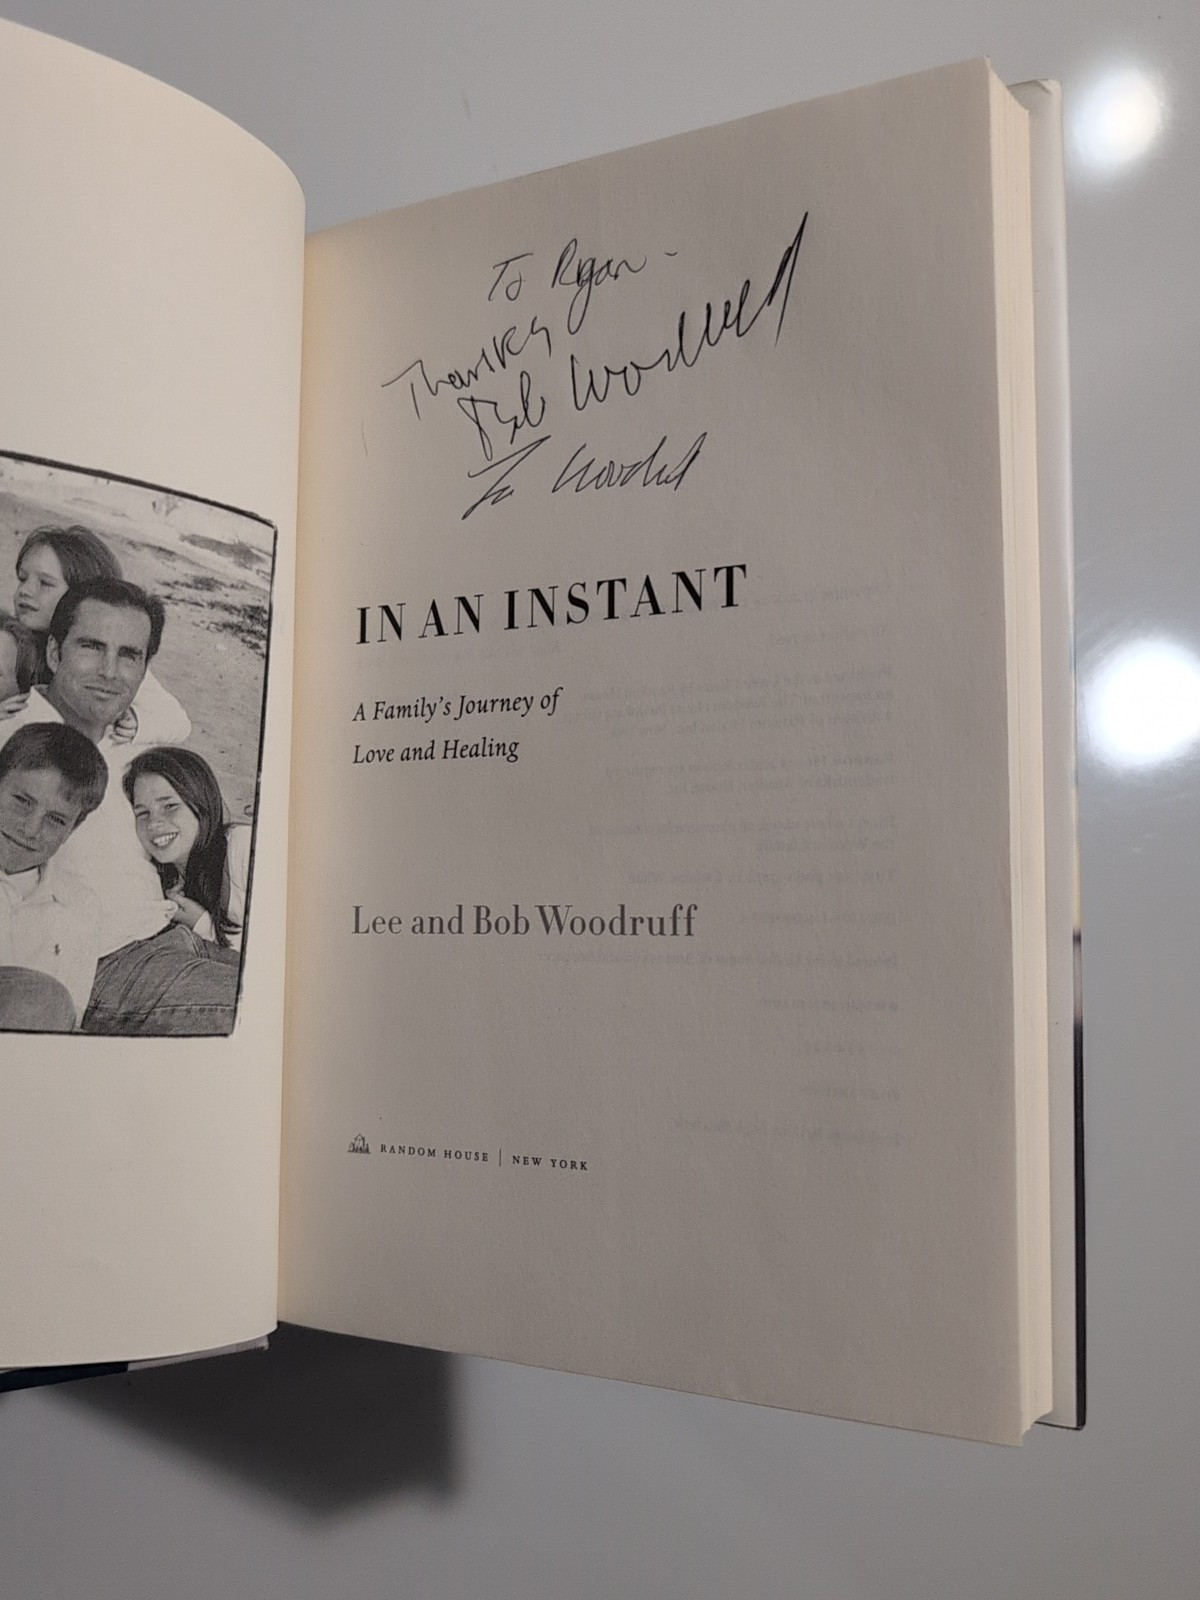 To Ryan -
Thanks
Bob Woodruff
Lee Woodruff
IN AN INSTANT
A Family's Journey of
Love and Healing
Lee and Bob Woodruff
RANDOM HOUSE | NEW YORK